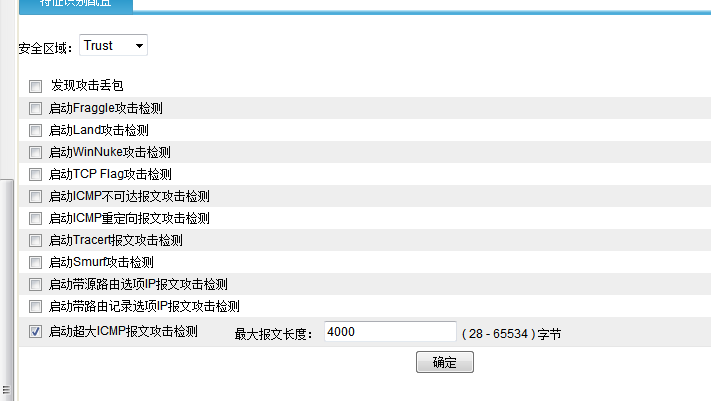 特征识别配置
安全区域: Trust
发现攻击丢包
启动Fraggle攻击检测
启动Land攻击检测
启动WinNuke攻击检测
启动TCP Flag攻击检测
启动ICMP不可达报文攻击检测
启动ICMP重定向报文攻击检测
启动Tracert报文攻击检测
启动Smurf攻击检测
启动带源路由选项IP报文攻击检测
启动带路由记录选项IP报文攻击检测
启动超大ICMP报文攻击检测 最大报文长度: 4000 ( 28 - 65534 ) 字节
确定